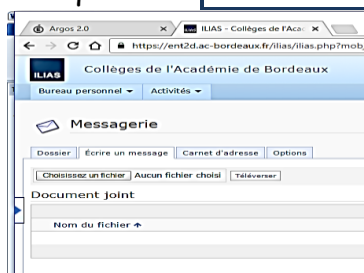 Argos 2.0 × ILIAS - Collèges de l'Acad ×
https://ent2d.ac-bordeaux.fr/ilias/ilias.php?mob
ILIAS Collèges de l'Académie de Bordeaux
Bureau personnel Activités
Messagerie
Dossier Écrire un message Carnet d'adresse Options
Choisissez un fichier Aucun fichier choisi Téléverser
Document joint
Nom du fichier